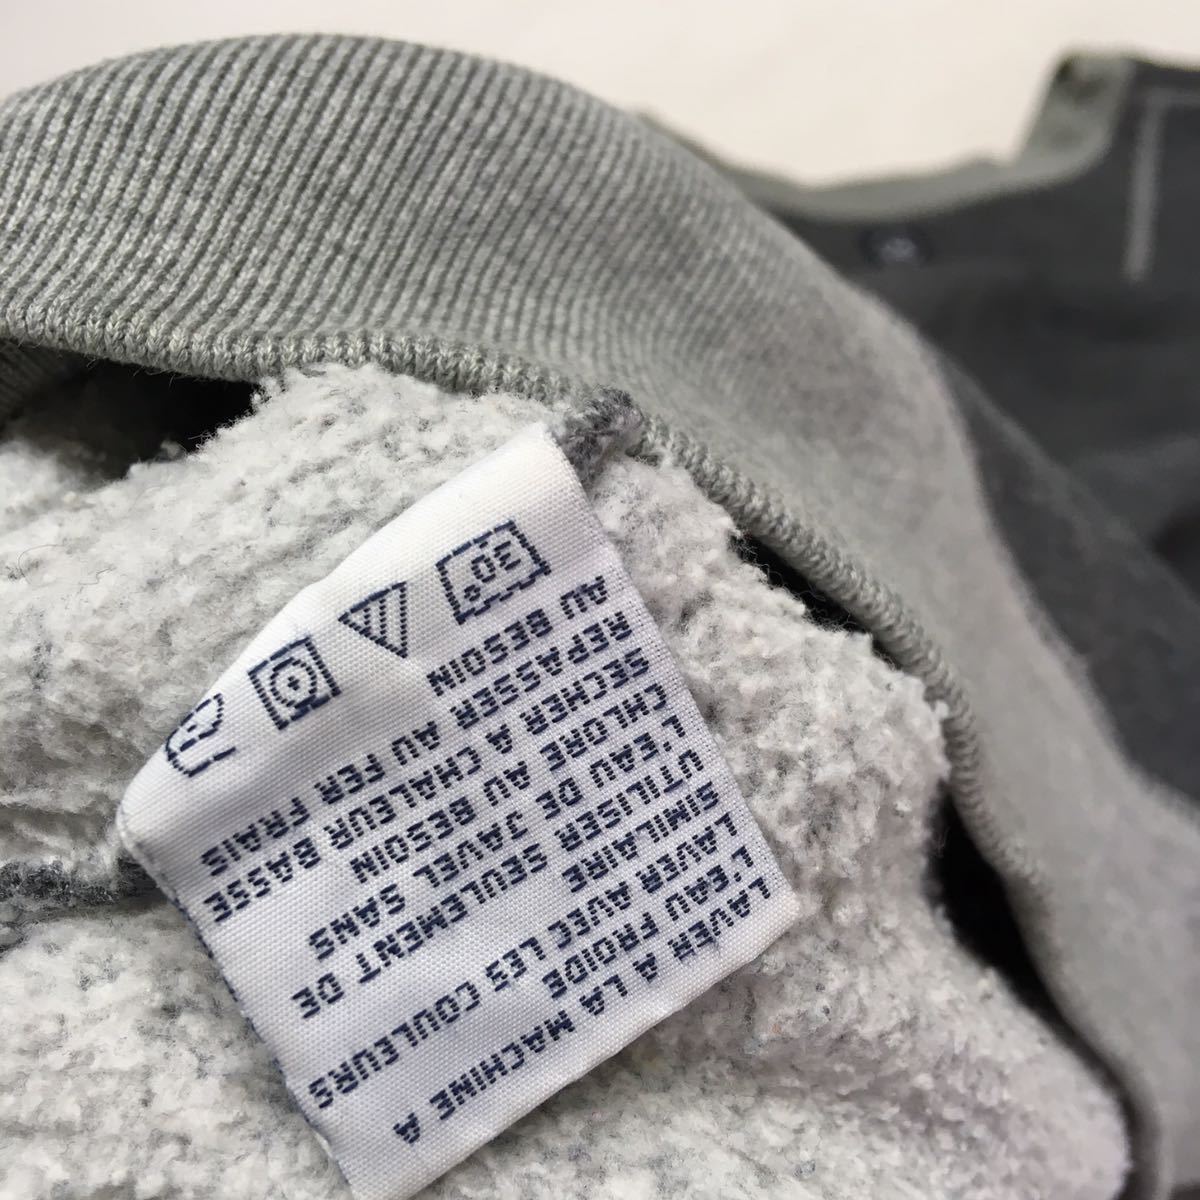 LAVER A LA MACHINE A
L'EAU FROIDE
LAVER AVEC LES COULEURS
SIMILAIRE
UTILISER SEULEMENT DE
L'EAU DE JAVEL SANS
CHLORE AU BESOIN
SECHER A CHALEUR BASSE
REPASSER AU FER FRAIS
AU BESOIN
30°